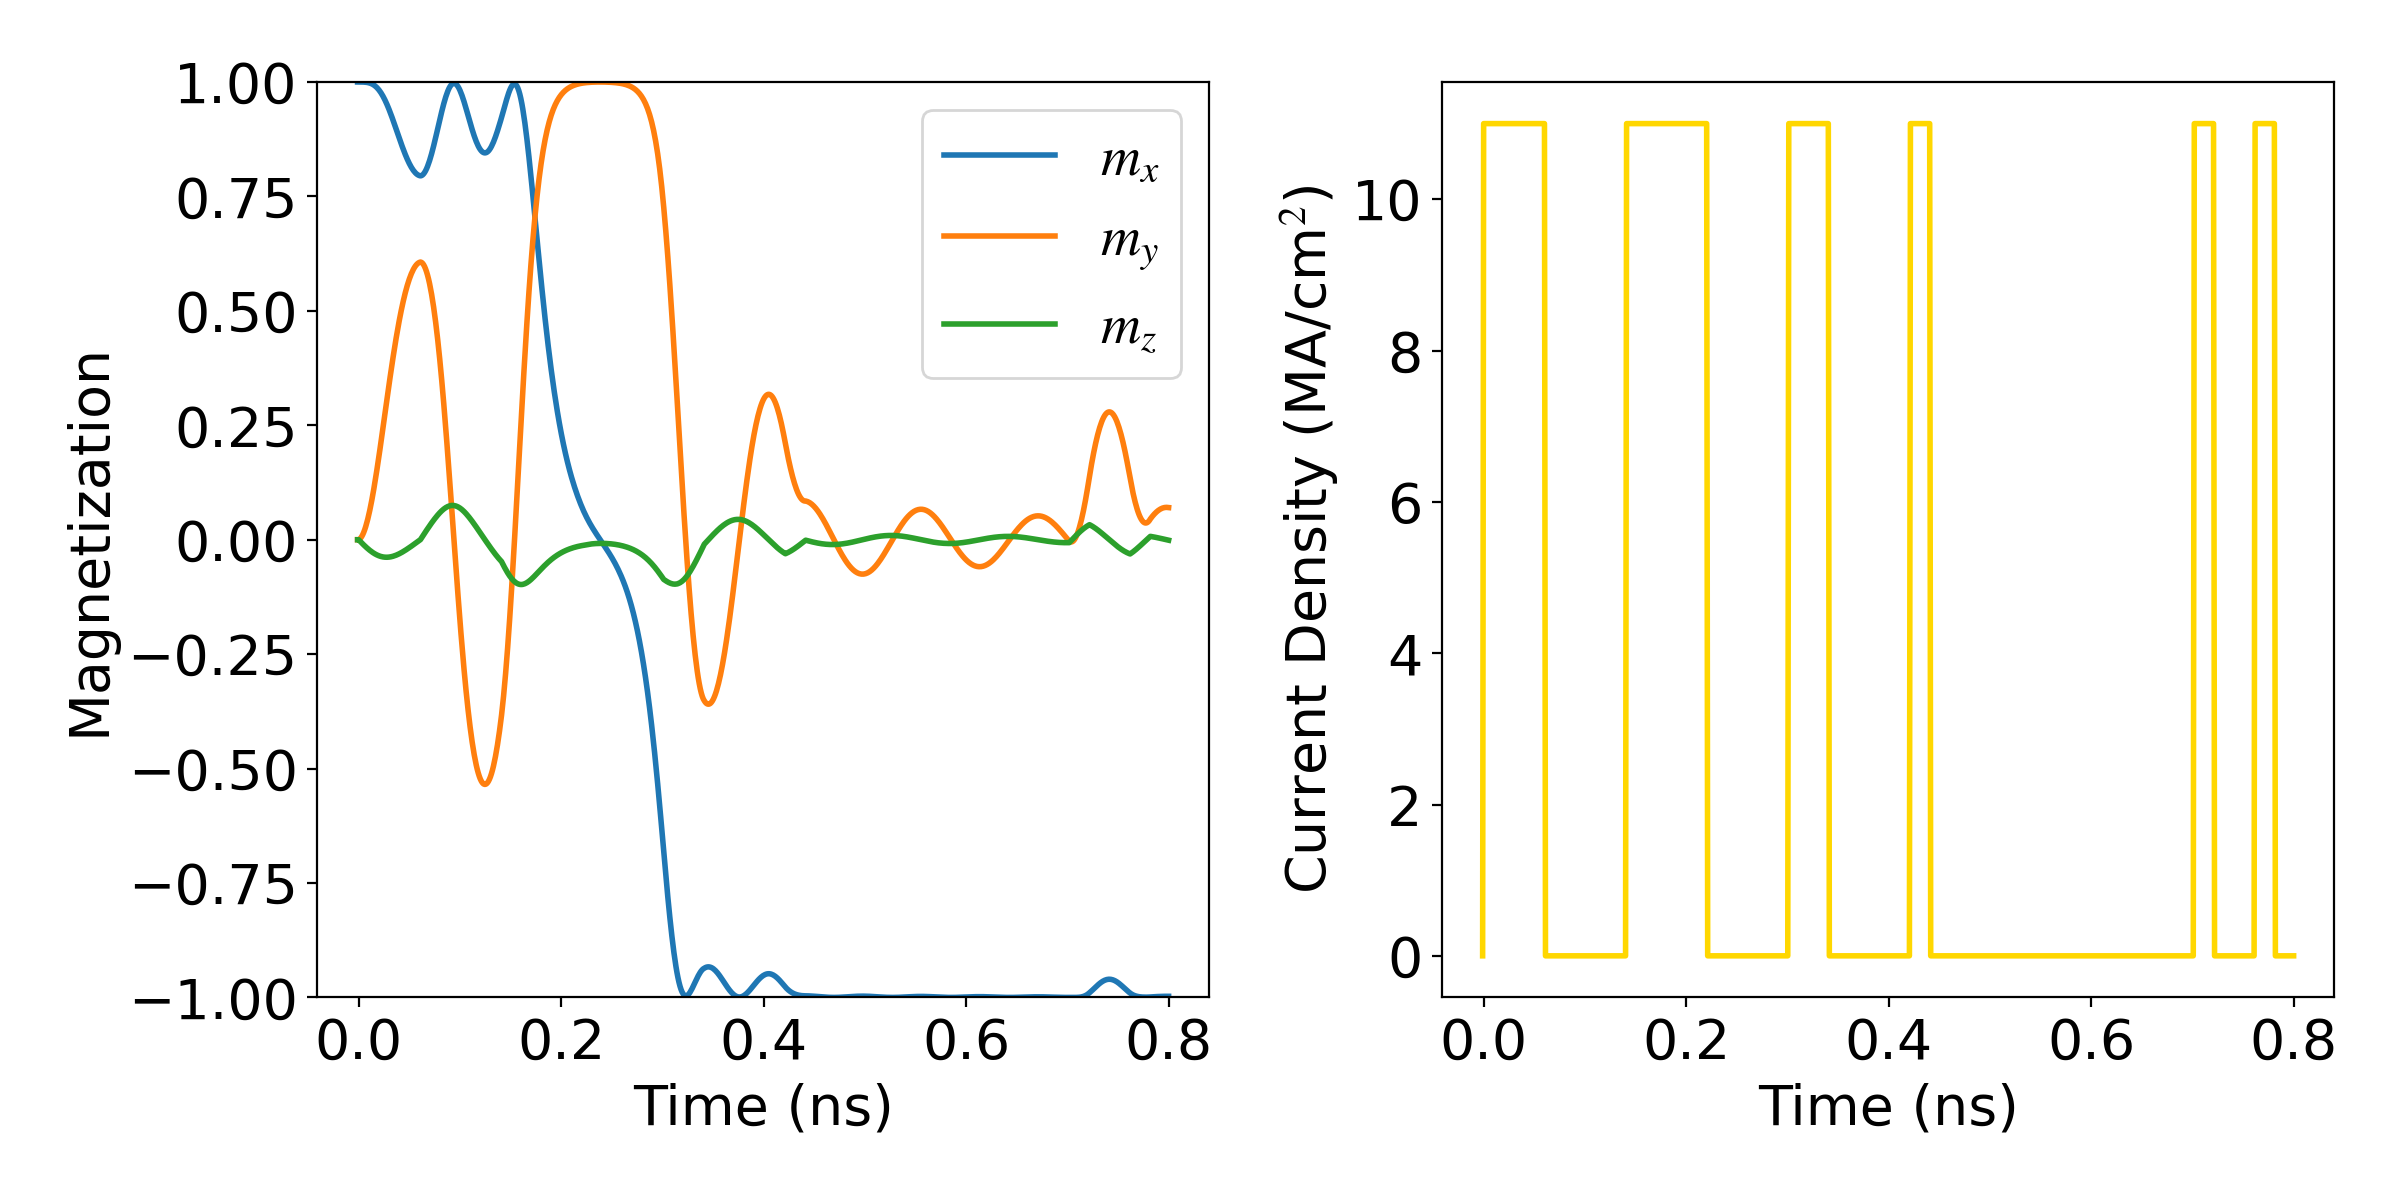 1.00
0.75
0.50
0.25
0.00
−0.25
−0.50
−0.75
−1.00
Magnetization
0.0 0.2 0.4 0.6 0.8
Time (ns)
m_x
m_y
m_z
10
8
6
4
2
0
Current Density (MA/cm²)
0.0 0.2 0.4 0.6 0.8
Time (ns)